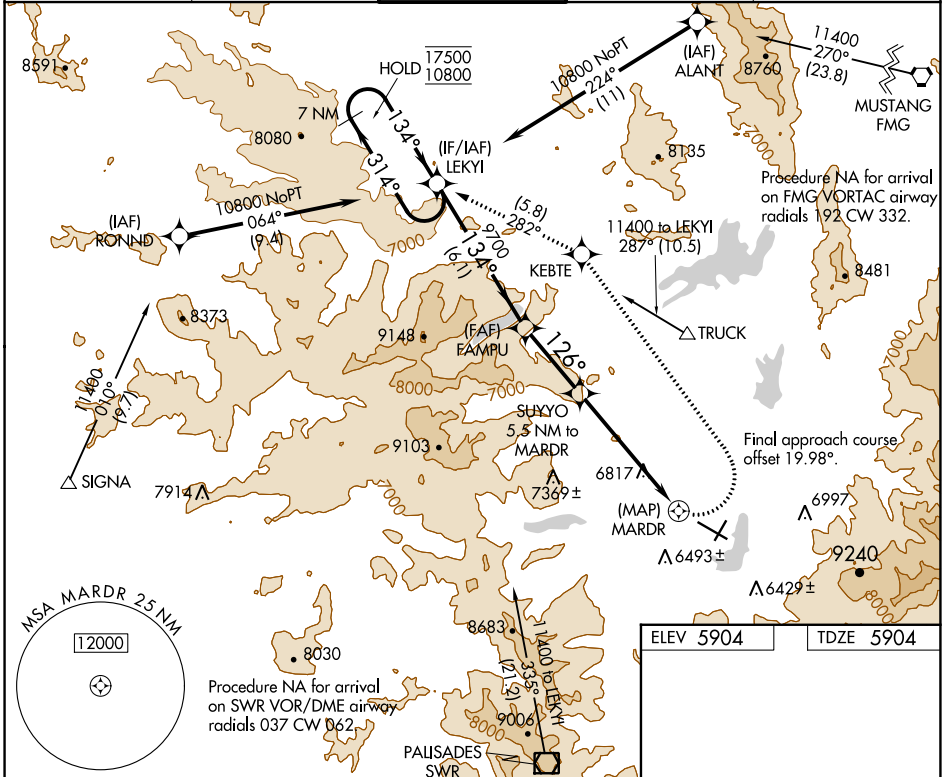 8591
HOLD 17500
10800
7 NM
134°
314°
8080
(IF/IAF)
LEKYI
10800 NoPT
224°
(11)
(IAF)
ALANT
8760
7000
11400
270°
(23.8)
MUSTANG
FMG
8135
Procedure NA for arrival
on FMG VORTAC airway
radials 192 CW 332.
(IAF)
RONND
10800 NoPT
064°
(9.4)
7000
9700
134°
(6.1)
(5.8)
282°
KEBTE
11400 to LEKYI
287° (10.5)
TRUCK
8481
7000
8373
9148
(FAF)
FAMPU
126°
8000
7000
11400
010°
(9.7)
SIGNA
SUYYO
5.5 NM to
MARDR
9103
7914
7369±
6817
Final approach course
offset 19.98°.
(MAP)
MARDR
6997
6493±
9240
6429±
8000
MSA MARDR 25 NM
12000
8030
8683
11400 to LEKYI
335°
(21.2)
Procedure NA for arrival
on SWR VOR/DME airway
radials 037 CW 062.
9006
8000
PALISADES
SWR
ELEV 5904
TDZE 5904